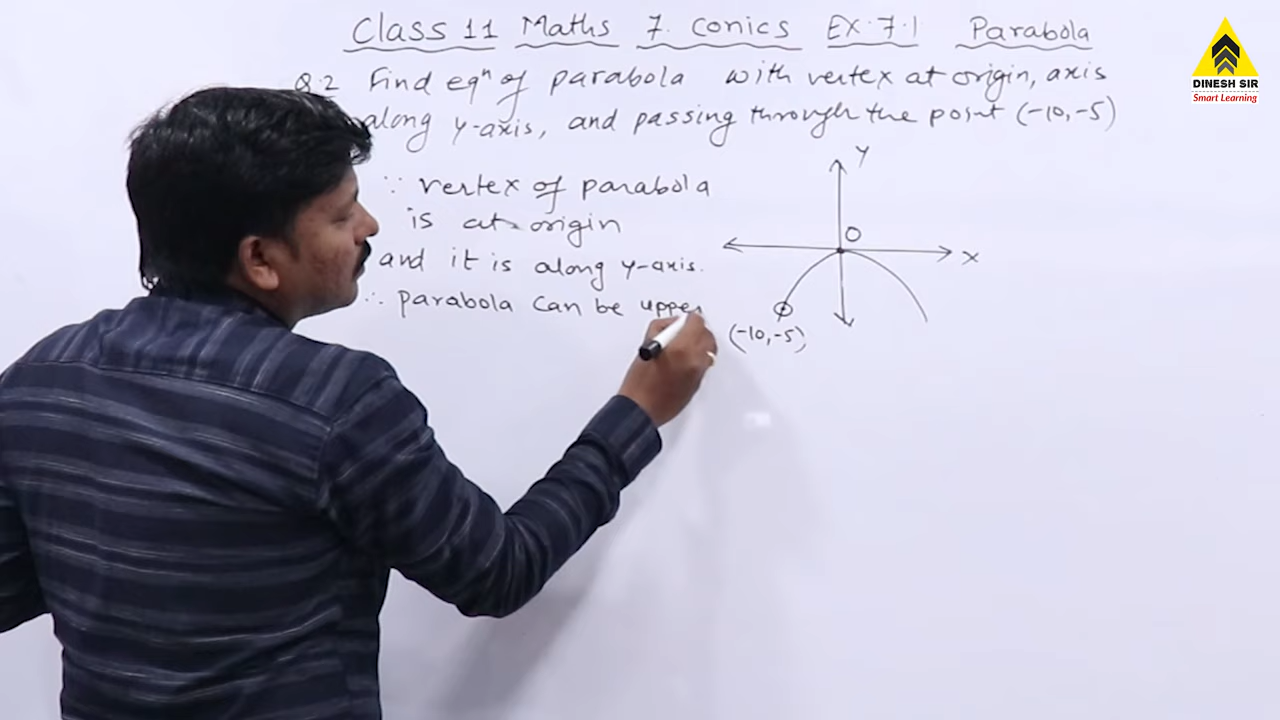 Class 11 Maths 7. Conics Ex.7.1 Parabola
DINESH SIR
Smart Learning
Q.2 Find eqⁿ of parabola with vertex at origin, axis
along y-axis, and passing through the point (-10,-5)
∵ vertex of parabola
is at origin
and it is along y-axis.
∴ parabola can be upper
Y
O
X
(-10,-5)